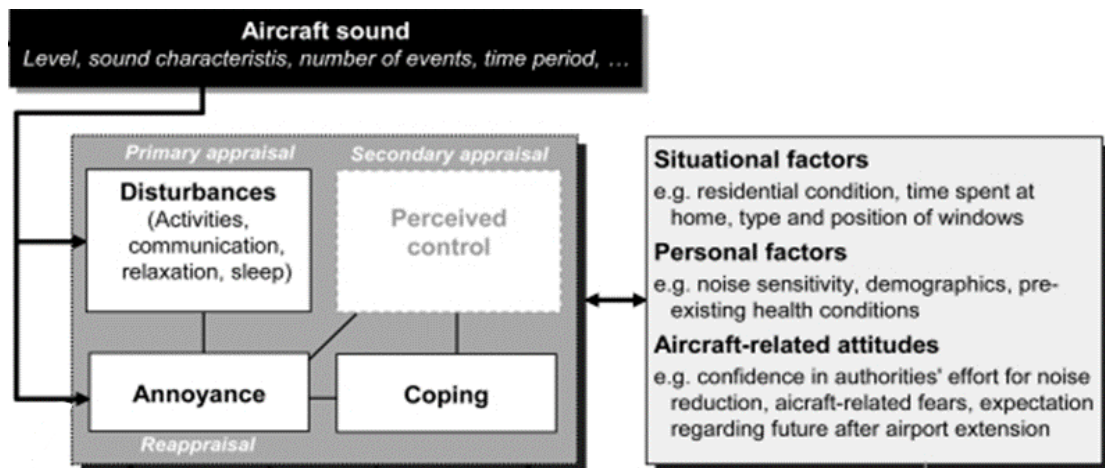 Aircraft sound
Level, sound characteristis, number of events, time period, …
Primary appraisal
Disturbances
(Activities,
communication,
relaxation, sleep)
Secondary appraisal
Perceived
control
Annoyance
Coping
Reappraisal
Situational factors
e.g. residential condition, time spent at
home, type and position of windows
Personal factors
e.g. noise sensitivity, demographics, pre-
existing health conditions
Aircraft-related attitudes
e.g. confidence in authorities' effort for noise
reduction, aicraft-related fears, expectation
regarding future after airport extension